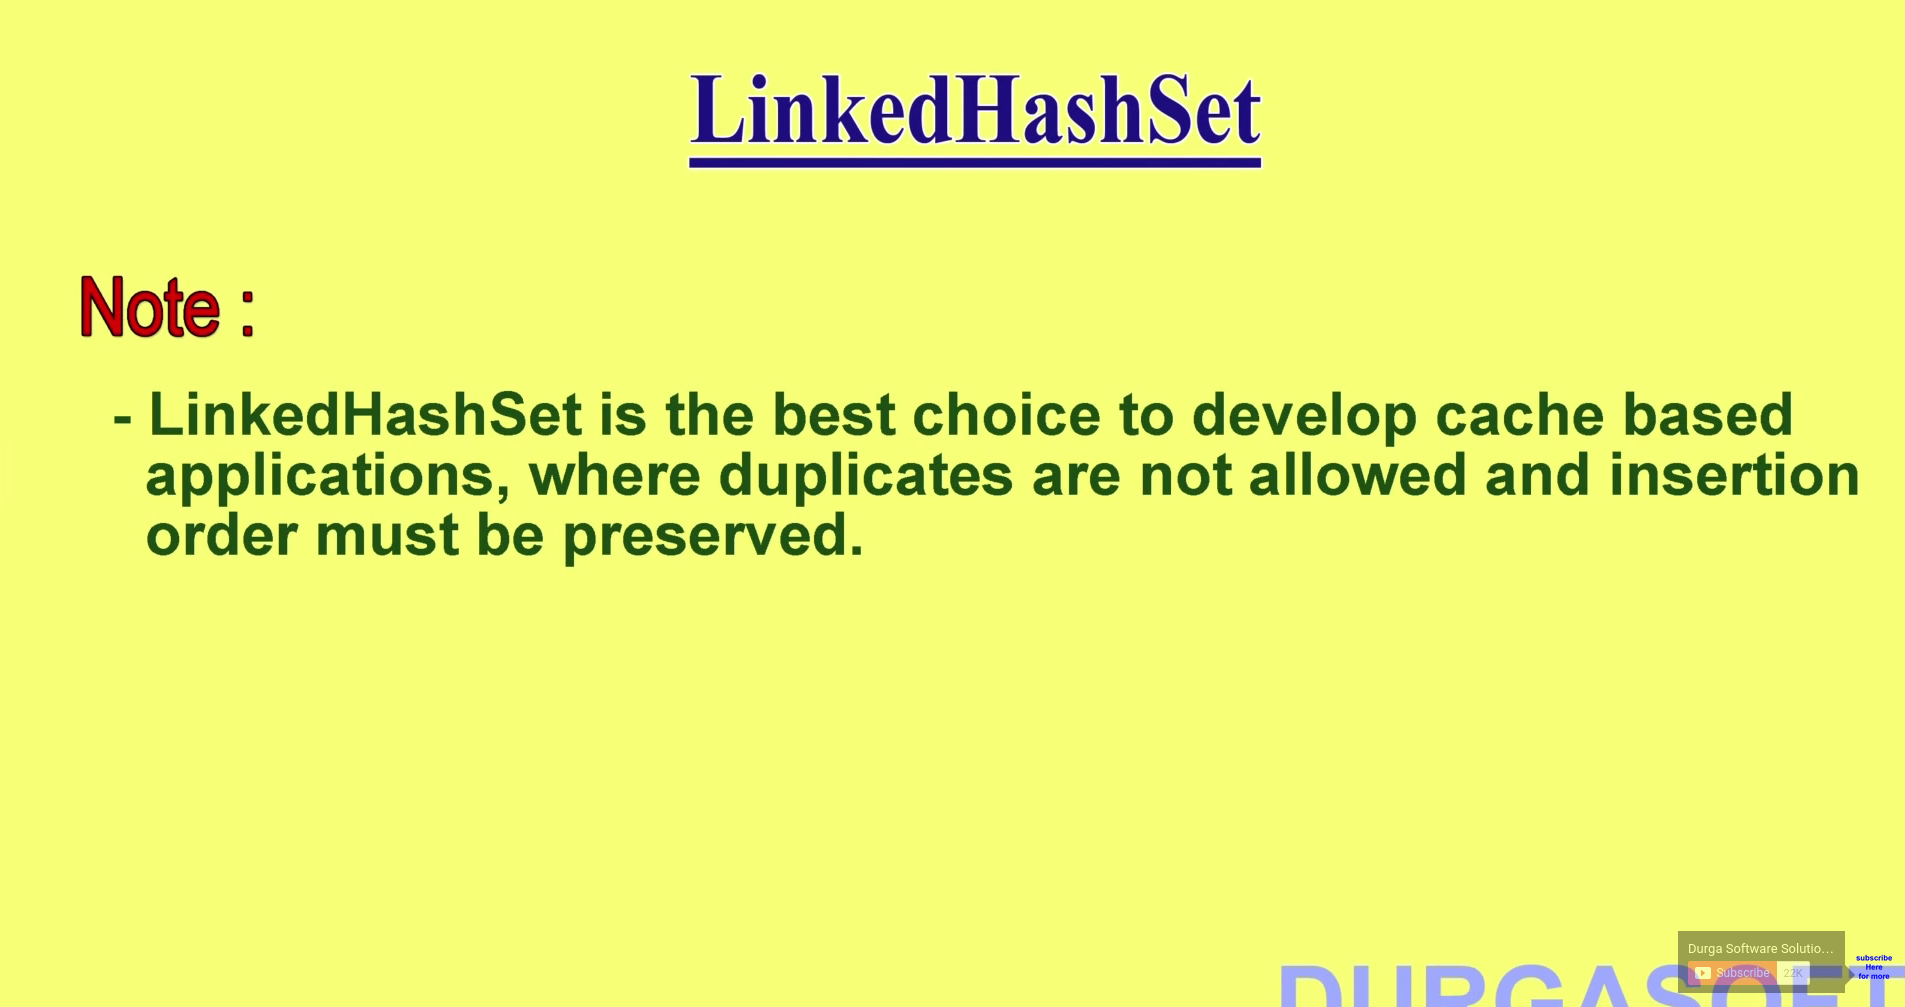 LinkedHashSet
Note :
- LinkedHashSet is the best choice to develop cache based
applications, where duplicates are not allowed and insertion
order must be preserved.
Durga Software Solutio...
Subscribe 22K
subscribe
Here
for more
DURGASOFT